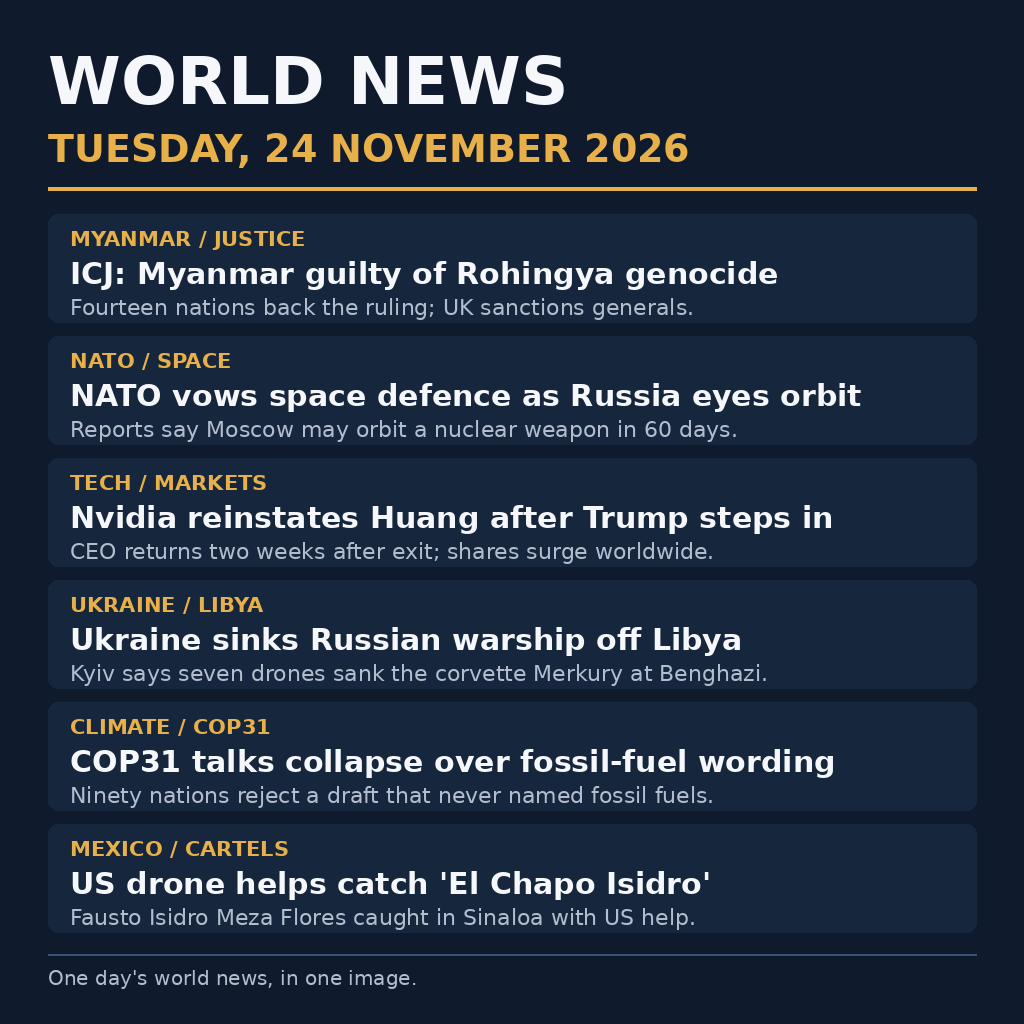 WORLD NEWS
TUESDAY, 24 NOVEMBER 2026
MYANMAR / JUSTICE
ICJ: Myanmar guilty of Rohingya genocide
Fourteen nations back the ruling; UK sanctions generals.
NATO / SPACE
NATO vows space defence as Russia eyes orbit
Reports say Moscow may orbit a nuclear weapon in 60 days.
TECH / MARKETS
Nvidia reinstates Huang after Trump steps in
CEO returns two weeks after exit; shares surge worldwide.
UKRAINE / LIBYA
Ukraine sinks Russian warship off Libya
Kyiv says seven drones sank the corvette Merkury at Benghazi.
CLIMATE / COP31
COP31 talks collapse over fossil-fuel wording
Ninety nations reject a draft that never named fossil fuels.
MEXICO / CARTELS
US drone helps catch 'El Chapo Isidro'
Fausto Isidro Meza Flores caught in Sinaloa with US help.
One day's world news, in one image.